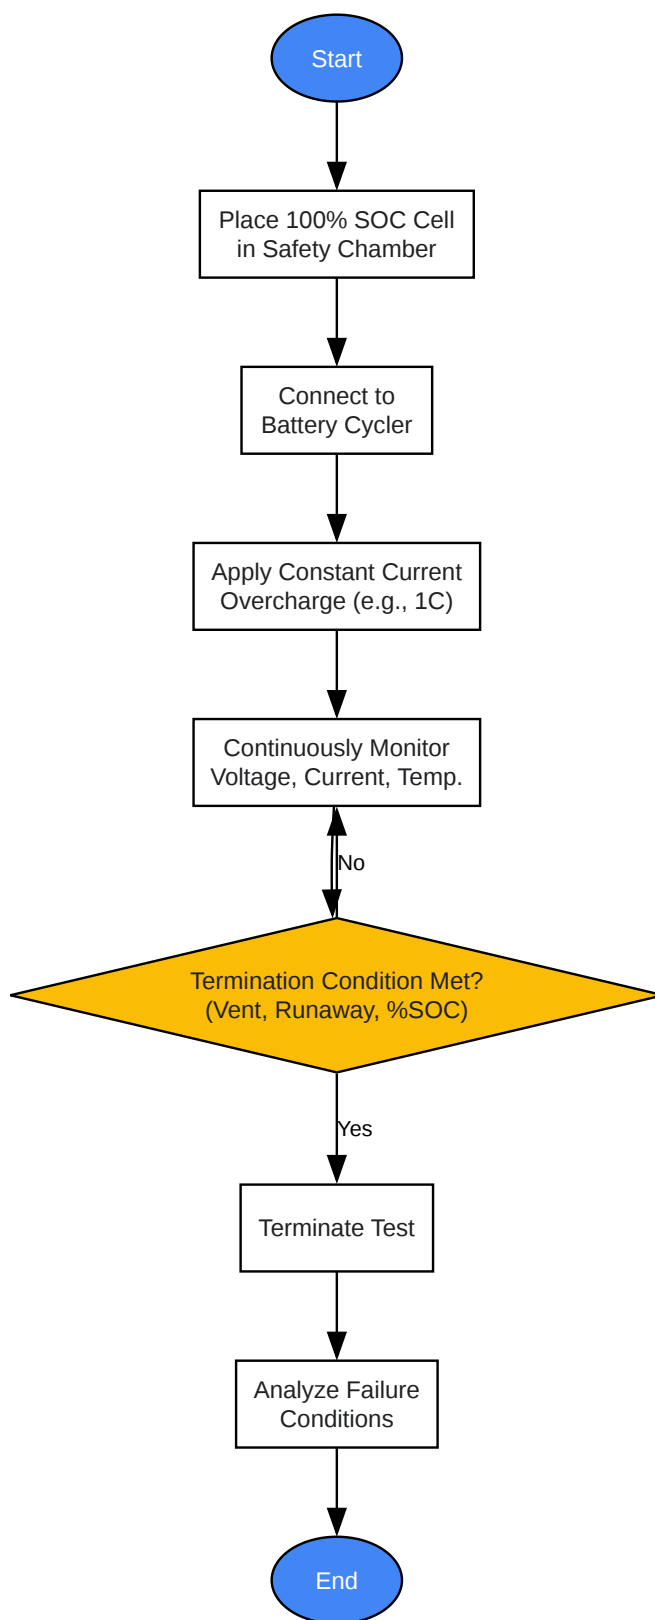 Start
Place 100% SOC Cell
in Safety Chamber
Connect to
Battery Cycler
Apply Constant Current
Overcharge (e.g., 1C)
Continuously Monitor
Voltage, Current, Temp.
No
Termination Condition Met?
(Vent, Runaway, %SOC)
Yes
Terminate Test
Analyze Failure
Conditions
End